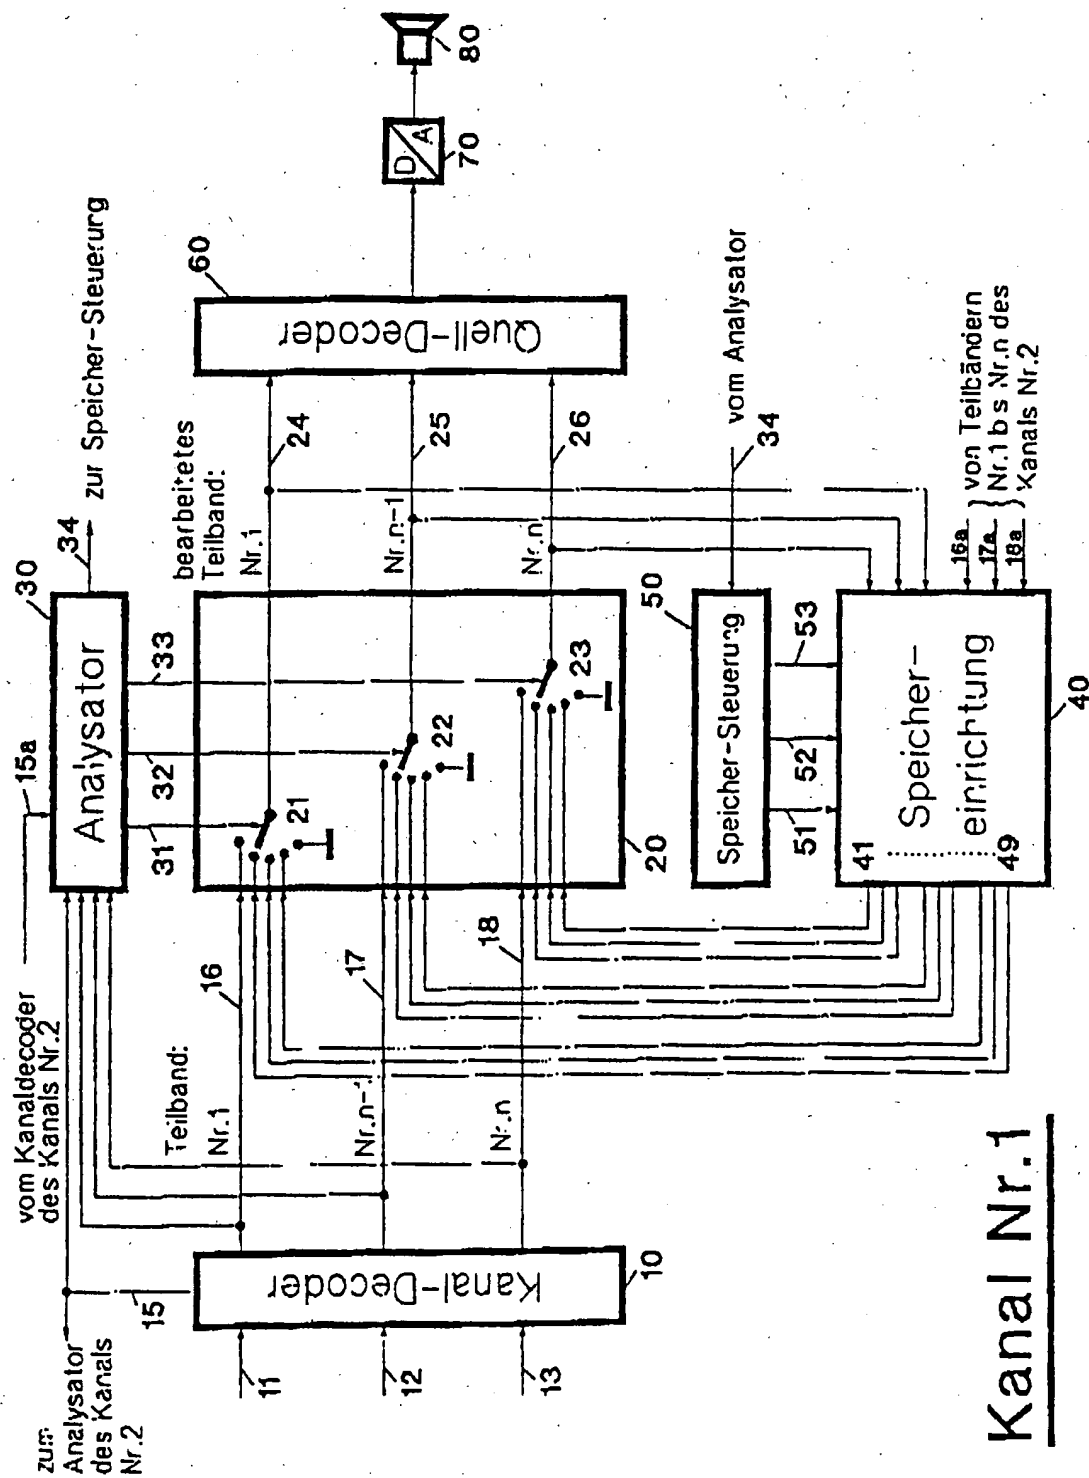 zum
Analysator
des Kanals
Nr.2
vom Kanaldecoder
des Kanals Nr.2
15
15a
Analysator
30
34
zur Speicher-Steuerung
31
32
33
11
12
13
Kanal-Decoder
10
Teilband:
Nr.1
Nr.n-1
Nr.n
16
17
18
21
22
23
20
bearbeitetes
Teilband:
Nr.1
Nr.n-1
Nr.n
24
25
26
Quell-Decoder
60
D
A
70
80
Speicher-Steuerung
50
vom Analysator
34
51
52
53
41
49
Speicher-
einrichtung
40
16a
17a
18a
von Teilbändern
Nr.1 b s Nr.n des
Kanals Nr.2
Kanal Nr.1